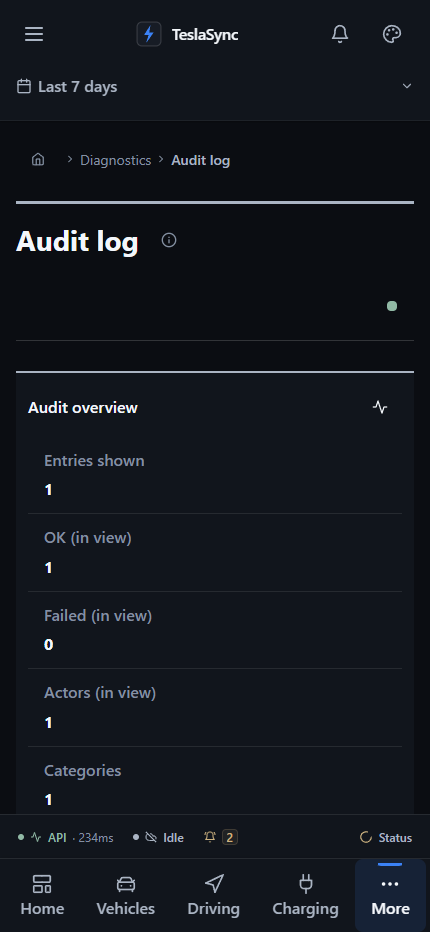 TeslaSync
Last 7 days
Diagnostics Audit log
Audit log
Audit overview
Entries shown
1
OK (in view)
1
Failed (in view)
0
Actors (in view)
1
Categories
1
API · 234ms Idle 2 Status
Home Vehicles Driving Charging More